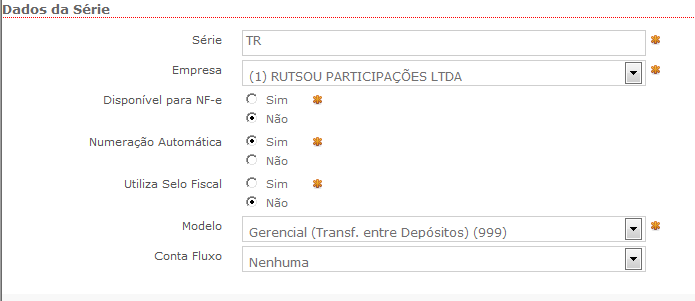 Dados da Série
Série TR
Empresa (1) RUTSOU PARTICIPAÇÕES LTDA
Disponível para NF-e Sim
Não
Numeração Automática Sim
Não
Utiliza Selo Fiscal Sim
Não
Modelo Gerencial (Transf. entre Depósitos) (999)
Conta Fluxo Nenhuma